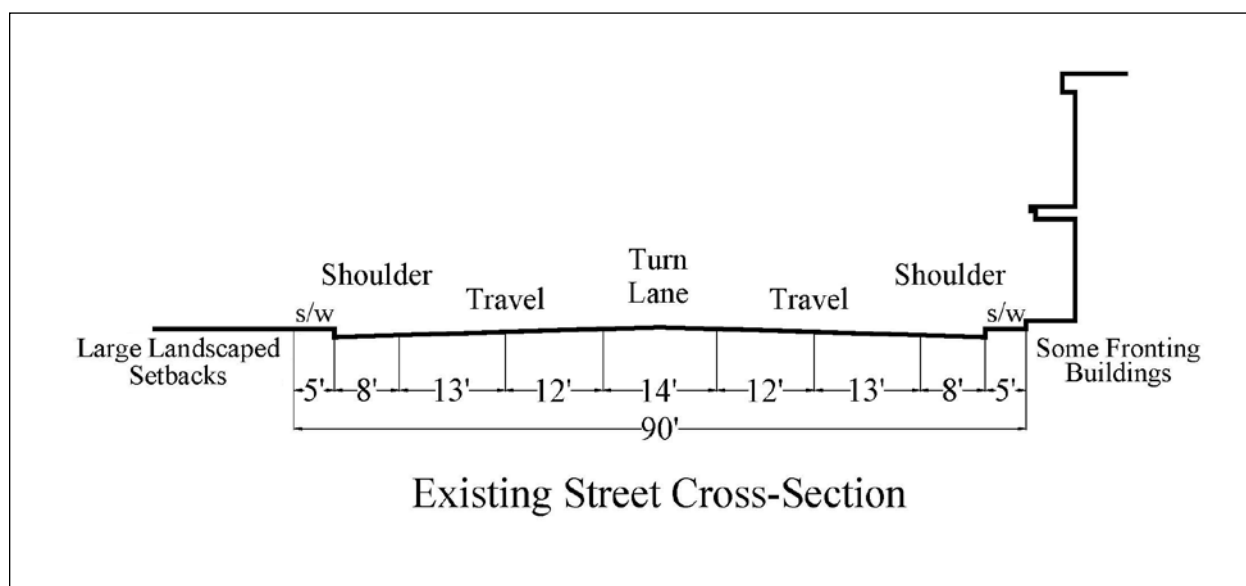 Shoulder
Travel
Turn
Lane
Travel
Shoulder
s/w
s/w
Large Landscaped
Setbacks
Some Fronting
Buildings
5' 8' 13' 12' 14' 12' 13' 8' 5'
90'
Existing Street Cross-Section